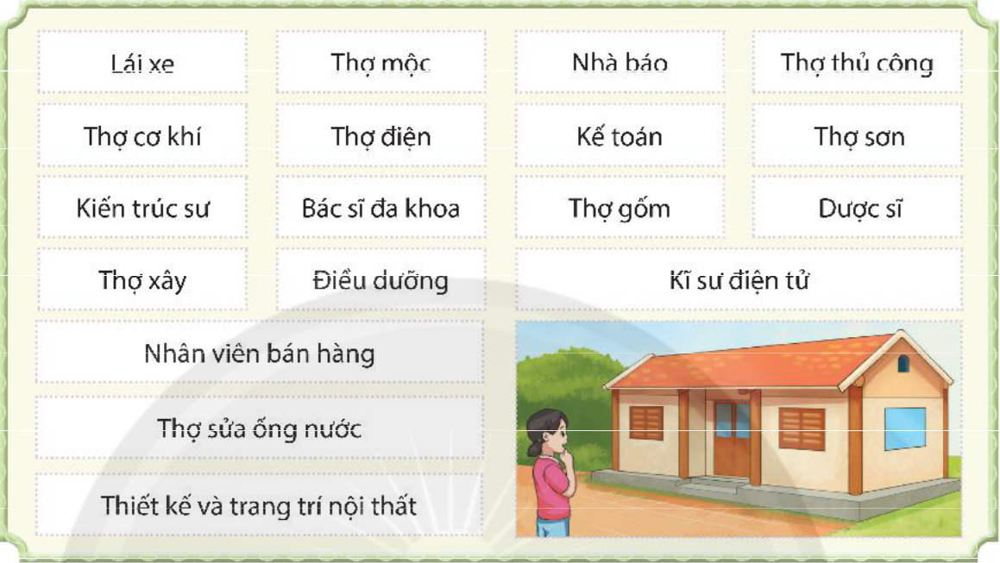 Lái xe
Thợ mộc
Nhà báo
Thợ thủ công
Thợ cơ khí
Thợ điện
Kế toán
Thợ sơn
Kiến trúc sư
Bác sĩ đa khoa
Thợ gốm
Dược sĩ
Thợ xây
Điều dưỡng
Kĩ sư điện tử
Nhân viên bán hàng
Thợ sửa ống nước
Thiết kế và trang trí nội thất